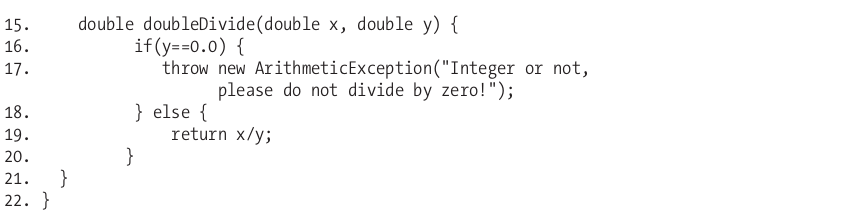 15.     double doubleDivide(double x, double y) {
16.           if(y==0.0) {
17.              throw new ArithmeticException("Integer or not,
                    please do not divide by zero!");
18.           } else {
19.               return x/y;
20.          }
21.   }
22. }